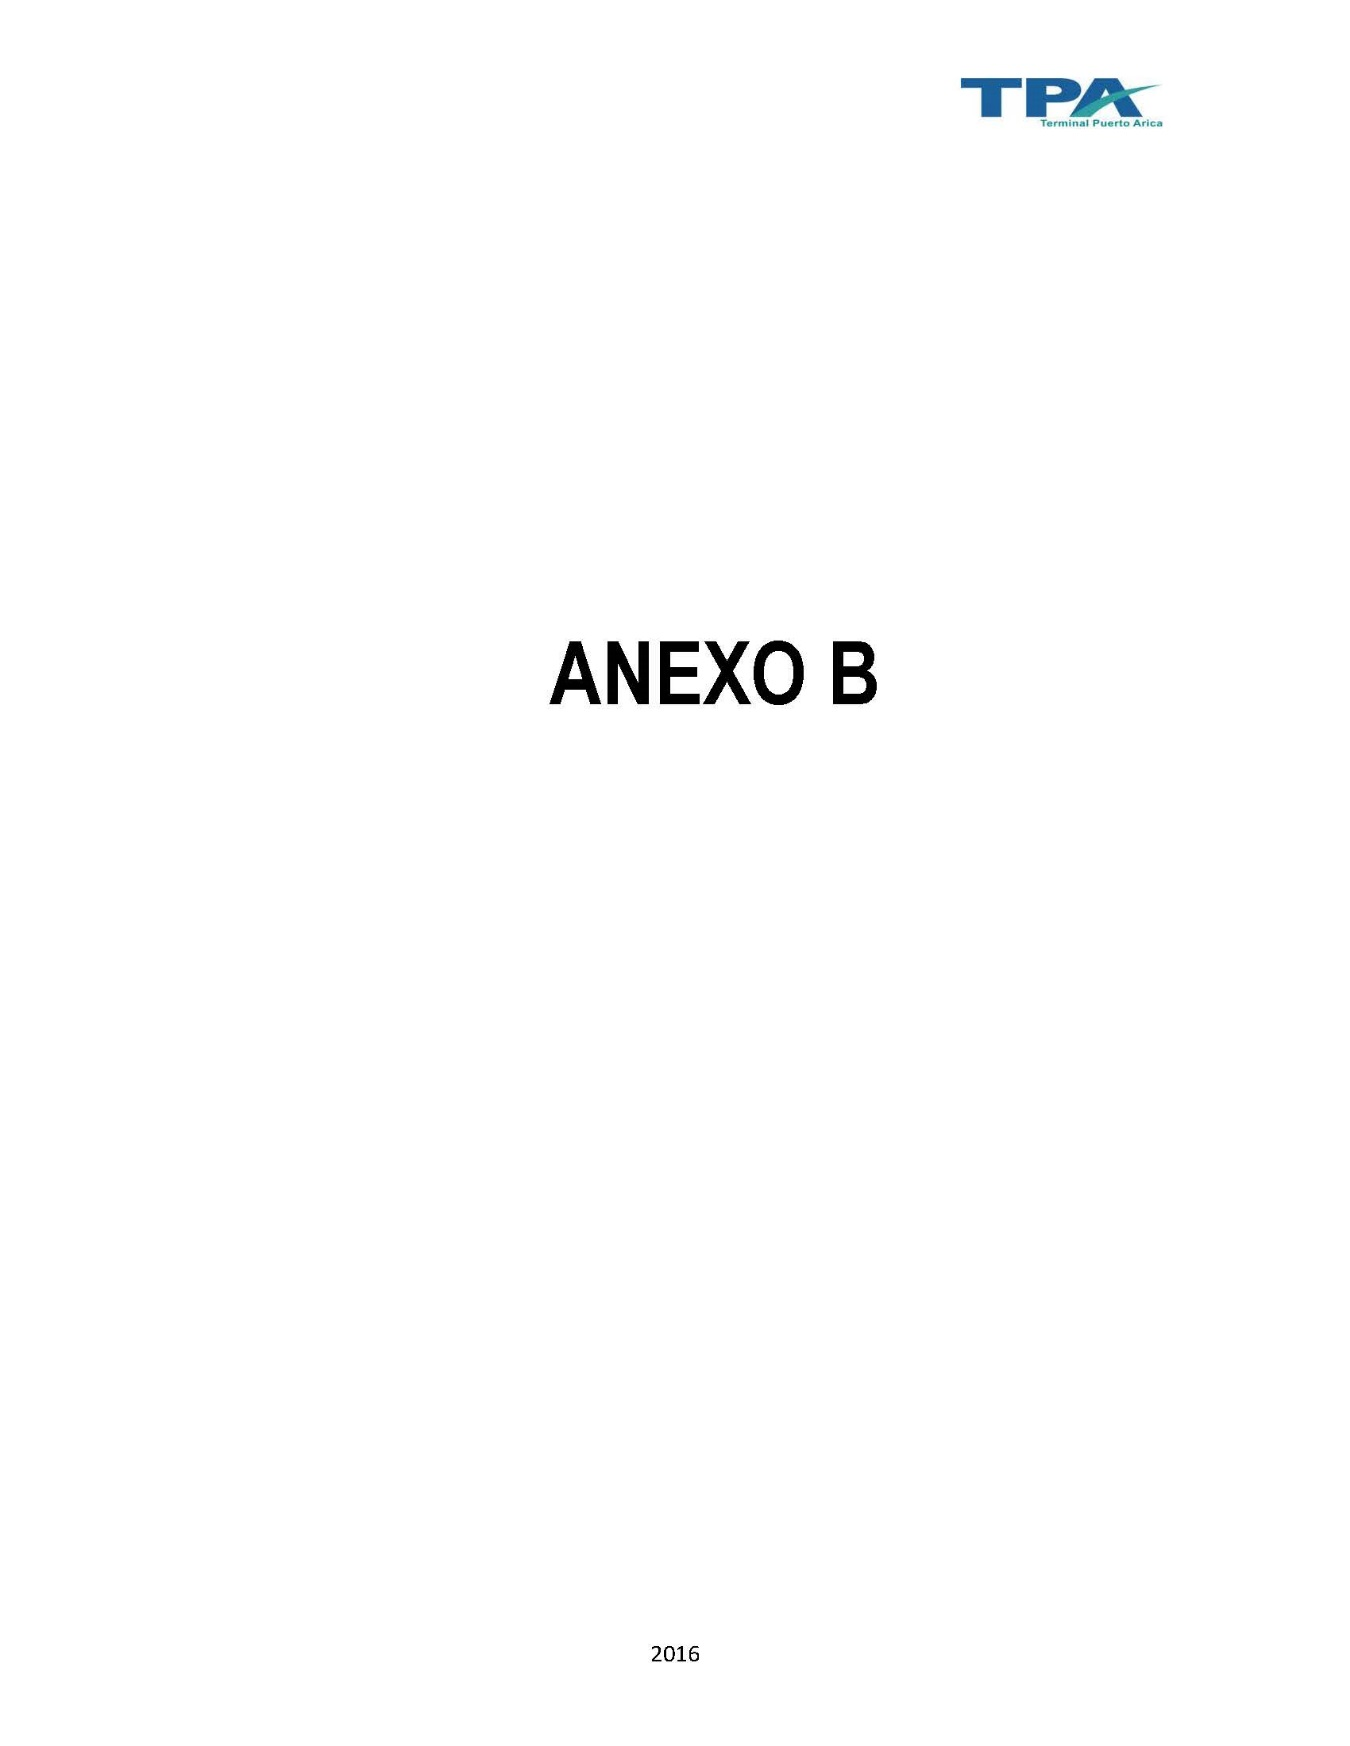 TPA
Terminal Puerto Arica
ANEXO B
2016